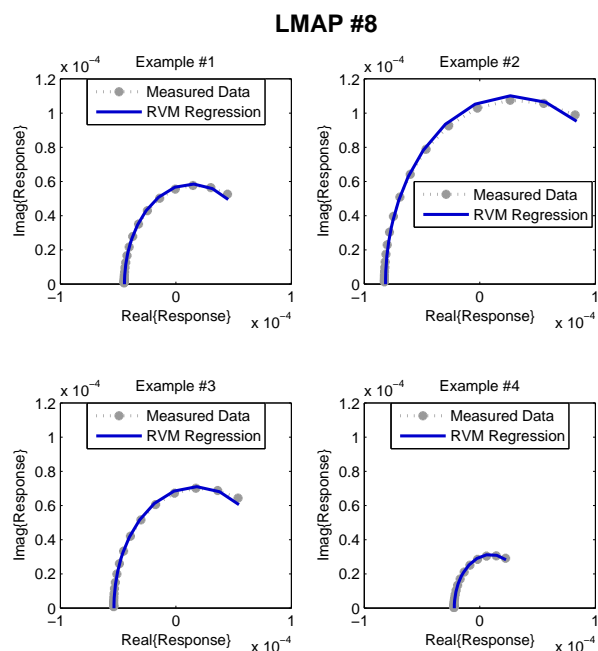 LMAP #8
x 10⁻⁴
Example #1
1.2
1
0.8
0.6
0.4
0.2
0
Imag{Response}
Measured Data
RVM Regression
−1
0
1
Real{Response}
x 10⁻⁴
x 10⁻⁴
Example #2
1.2
1
0.8
0.6
0.4
0.2
0
Imag{Response}
Measured Data
RVM Regression
−1
0
1
Real{Response}
x 10⁻⁴
x 10⁻⁴
Example #3
1.2
1
0.8
0.6
0.4
0.2
0
Imag{Response}
Measured Data
RVM Regression
−1
0
1
Real{Response}
x 10⁻⁴
x 10⁻⁴
Example #4
1.2
1
0.8
0.6
0.4
0.2
0
Imag{Response}
Measured Data
RVM Regression
−1
0
1
Real{Response}
x 10⁻⁴